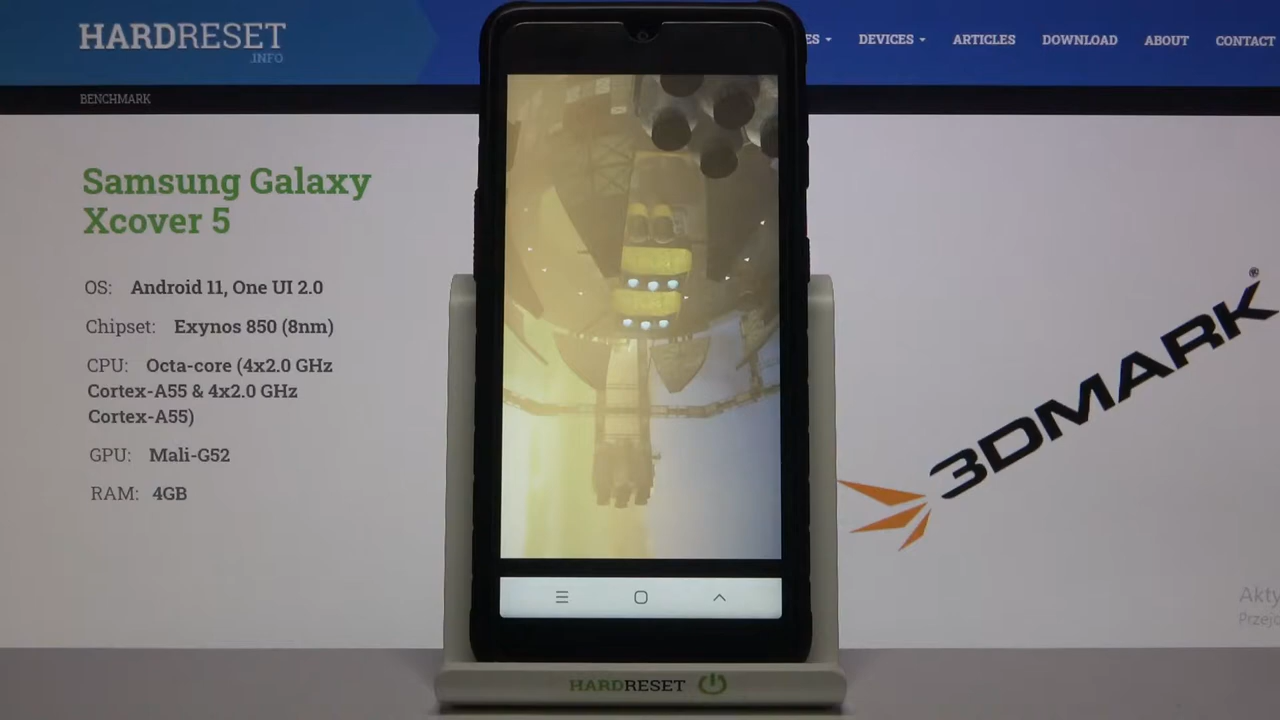 HARDRESET
.INFO
DEVICES
ARTICLES
DOWNLOAD
ABOUT
CONTACT
BENCHMARK
Samsung Galaxy
Xcover 5
OS: Android 11, One UI 2.0
Chipset: Exynos 850 (8nm)
CPU: Octa-core (4x2.0 GHz
Cortex-A55 & 4x2.0 GHz
Cortex-A55)
GPU: Mali-G52
RAM: 4GB
3DMARK
HARDRESET